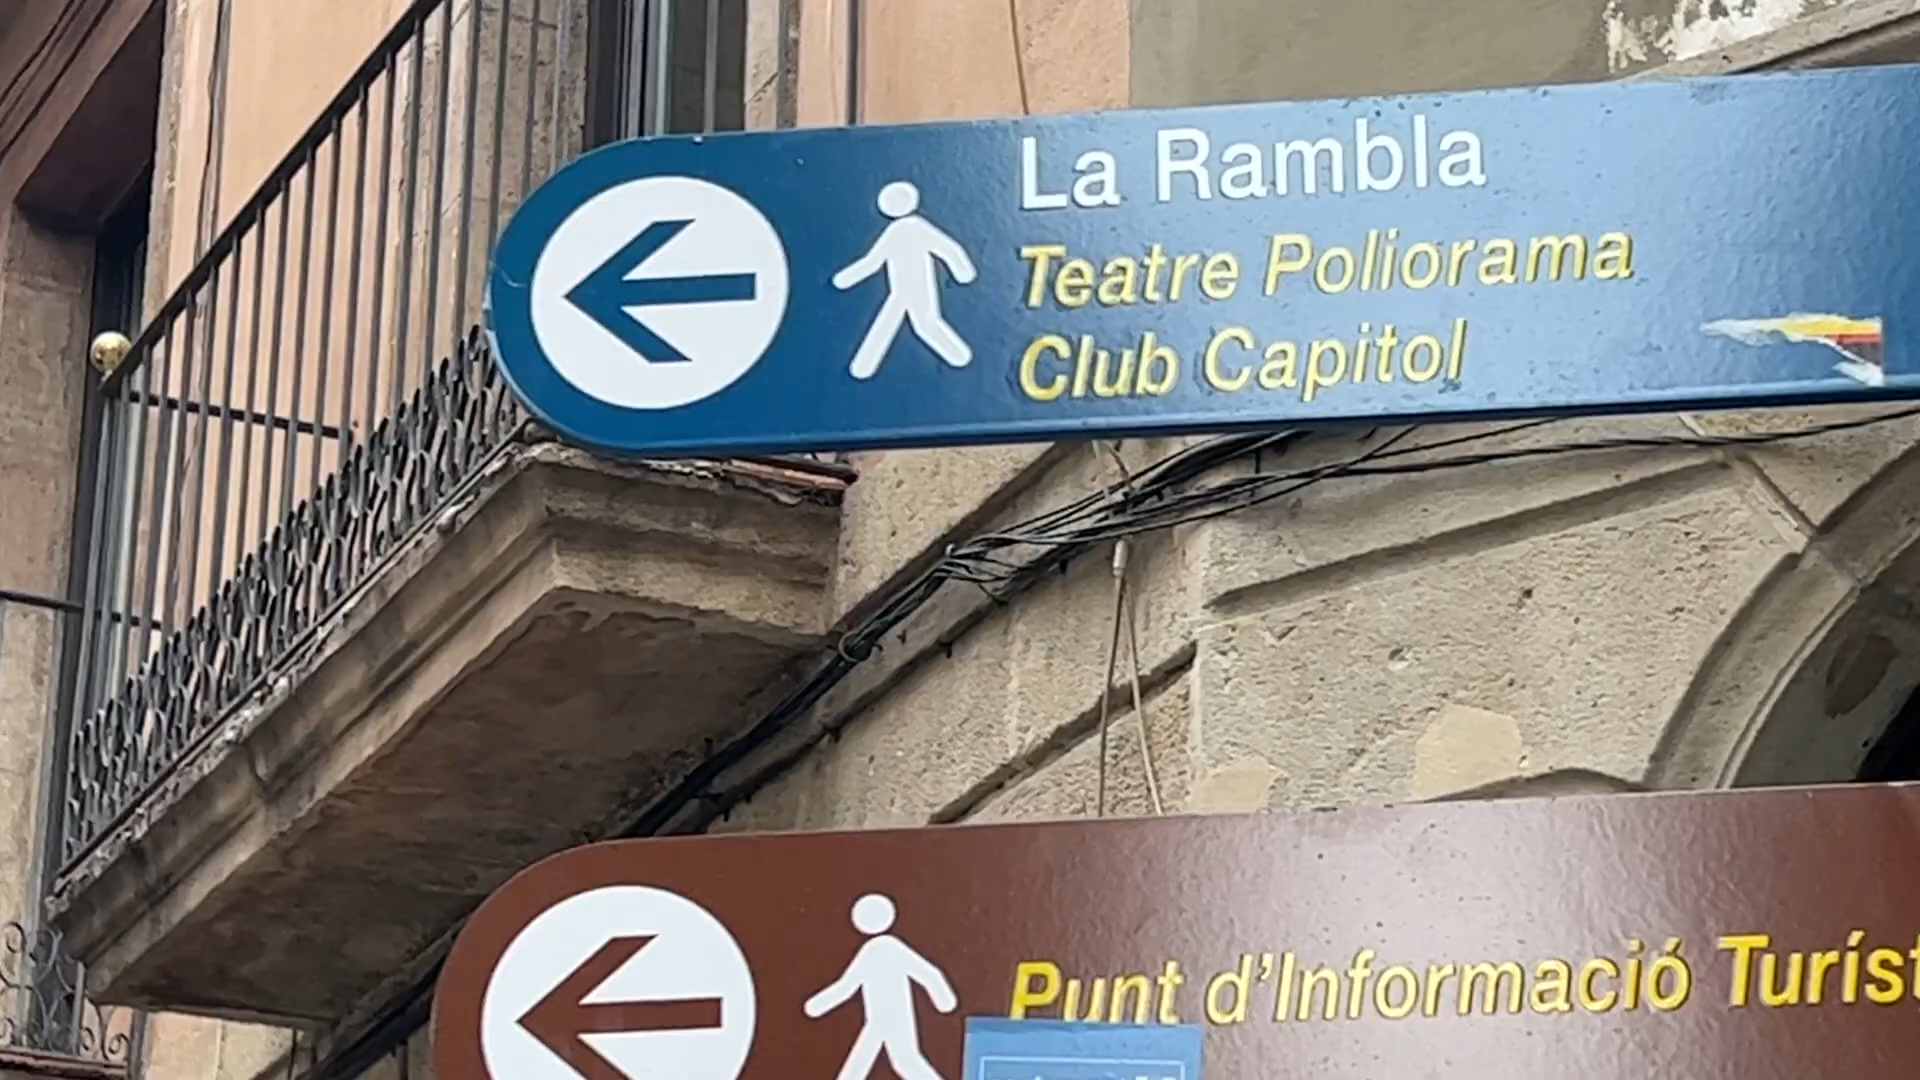 La Rambla
Teatre Poliorama
Club Capitol
Punt d'Informació Turíst